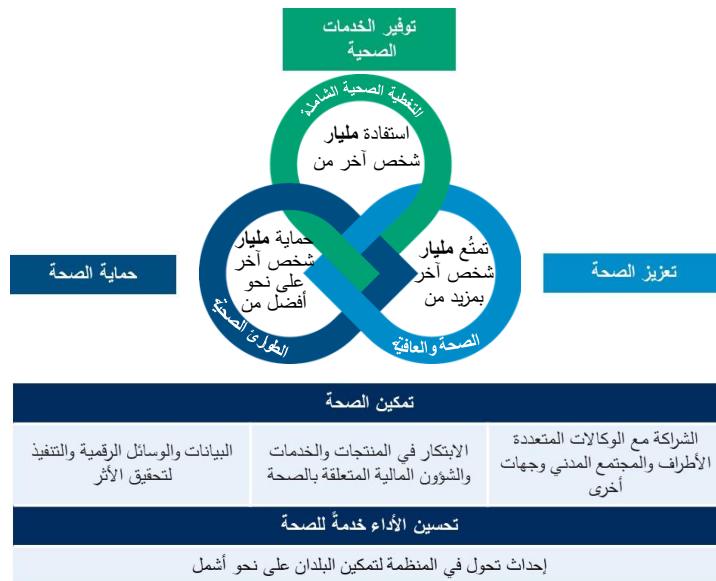 توفير الخدمات
الصحية
التغطية الصحية الشاملة
استفادة مليار
شخص آخر من
تعزيز الصحة
تمتُع مليار
شخص آخر
بمزيد من
الصحة والعافية
حماية الصحة
حماية مليار
شخص آخر
على نحو
أفضل من
الطوارئ الصحية
تمكين الصحة
الشراكة مع الوكالات المتعددة
الأطراف والمجتمع المدني وجهات
أخرى
الابتكار في المنتجات والخدمات
والشؤون المالية المتعلقة بالصحة
البيانات والوسائل الرقمية والتنفيذ
لتحقيق الأثر
تحسين الأداء خدمةً للصحة
إحداث تحول في المنظمة لتمكين البلدان على نحو أشمل